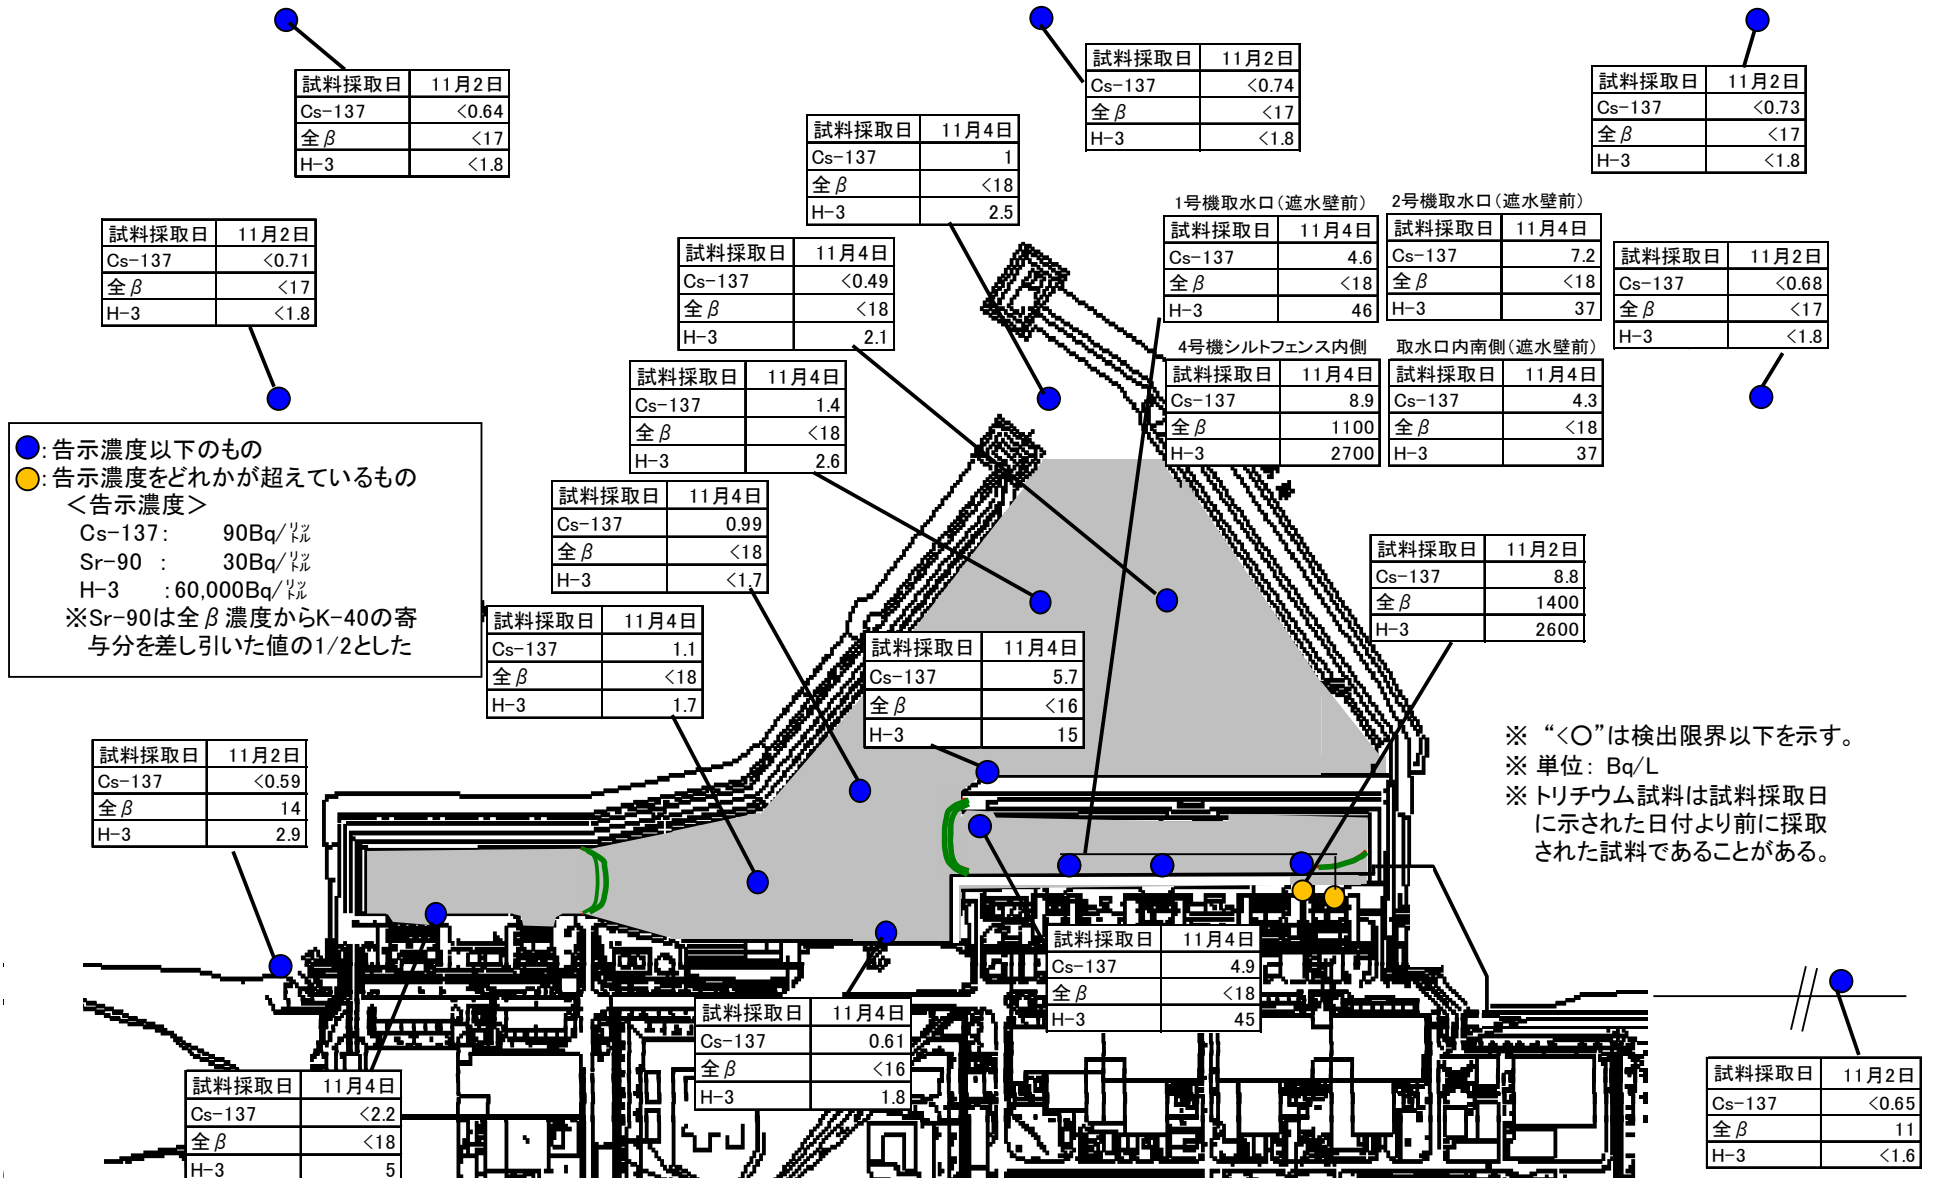 試料採取日 11月2日
Cs-137 <0.64
全β <17
H-3 <1.8
試料採取日 11月2日
Cs-137 <0.74
全β <17
H-3 <1.8
試料採取日 11月2日
Cs-137 <0.73
全β <17
H-3 <1.8
試料採取日 11月4日
Cs-137 1
全β <18
H-3 2.5
試料採取日 11月2日
Cs-137 <0.71
全β <17
H-3 <1.8
試料採取日 11月4日
Cs-137 <0.49
全β <18
H-3 2.1
1号機取水口(遮水壁前)
試料採取日 11月4日
Cs-137 4.6
全β <18
H-3 46
2号機取水口(遮水壁前)
試料採取日 11月4日
Cs-137 7.2
全β <18
H-3 37
試料採取日 11月2日
Cs-137 <0.68
全β <17
H-3 <1.8
4号機シルトフェンス内側
試料採取日 11月4日
Cs-137 8.9
全β 1100
H-3 2700
取水口内南側(遮水壁前)
試料採取日 11月4日
Cs-137 4.3
全β <18
H-3 37
試料採取日 11月4日
Cs-137 1.4
全β <18
H-3 2.6
:告示濃度以下のもの
:告示濃度をどれかが超えているもの
<告示濃度>
Cs-137: 90Bq/リットル
Sr-90 : 30Bq/リットル
H-3 :60,000Bq/リットル
※Sr-90は全β濃度からK-40の寄
与分を差し引いた値の1/2とした
試料採取日 11月4日
Cs-137 0.99
全β <18
H-3 <1.7
試料採取日 11月2日
Cs-137 8.8
全β 1400
H-3 2600
試料採取日 11月4日
Cs-137 1.1
全β <18
H-3 1.7
試料採取日 11月4日
Cs-137 5.7
全β <16
H-3 15
※ “<○”は検出限界以下を示す。
※ 単位: Bq/L
※ トリチウム試料は試料採取日
に示された日付より前に採取
された試料であることがある。
試料採取日 11月2日
Cs-137 <0.59
全β 14
H-3 2.9
試料採取日 11月4日
Cs-137 4.9
全β <18
H-3 45
試料採取日 11月4日
Cs-137 0.61
全β <16
H-3 1.8
試料採取日 11月4日
Cs-137 <2.2
全β <18
H-3 5
試料採取日 11月2日
Cs-137 <0.65
全β 11
H-3 <1.6